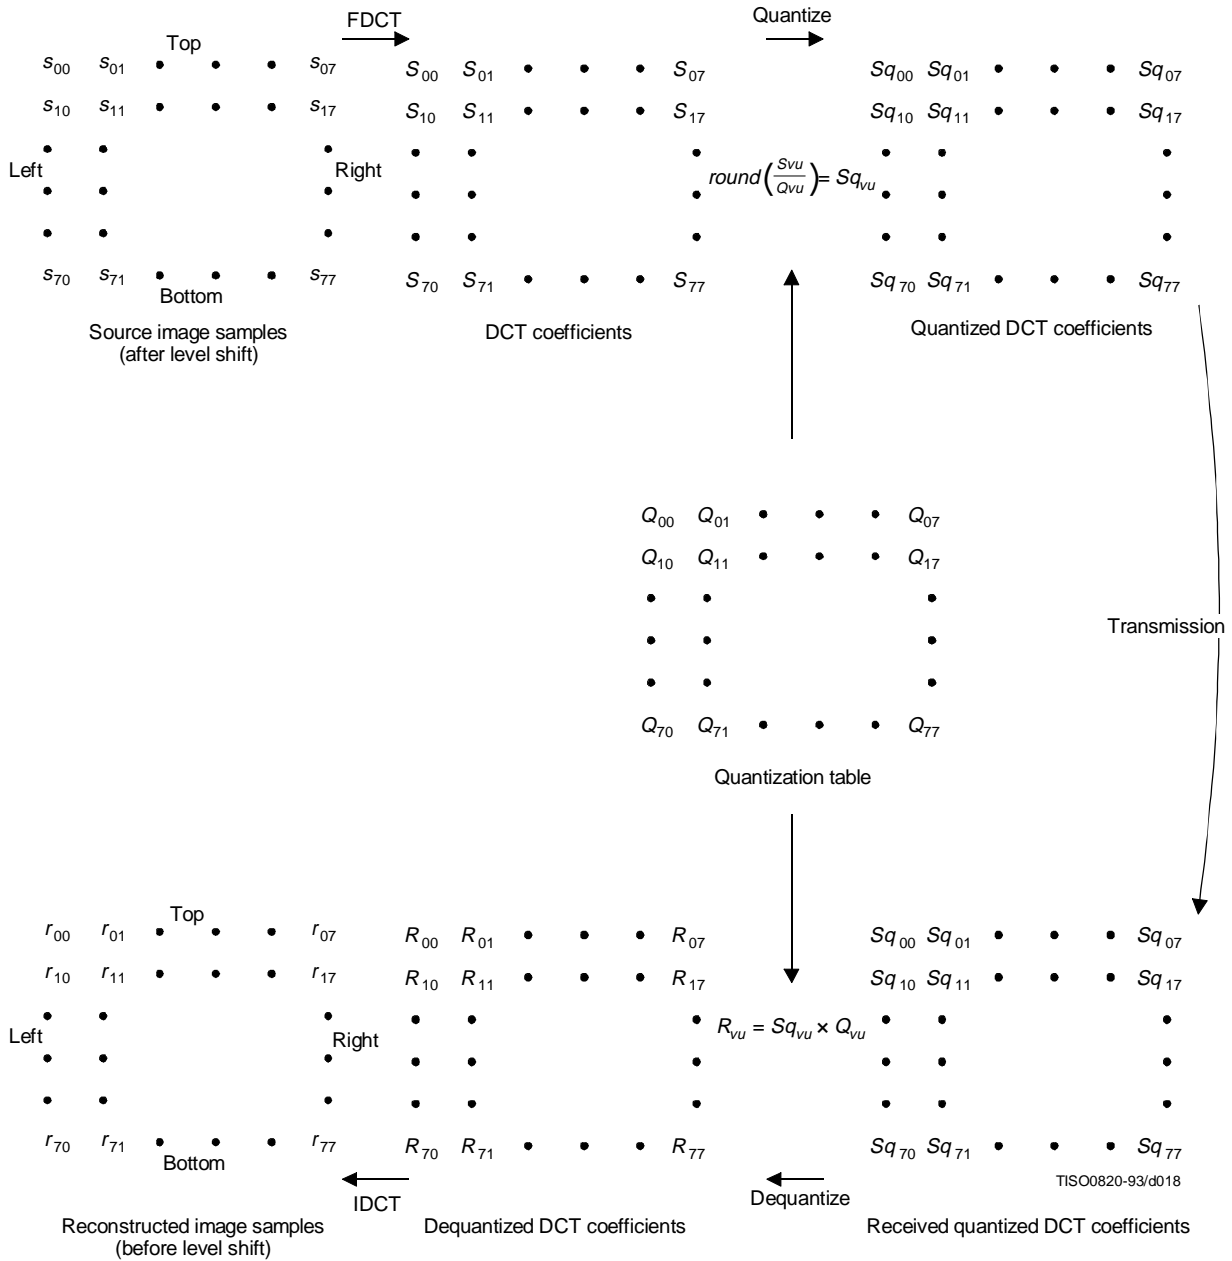 FDCT
Quantize
Top
s00 s01 • • • s07
S00 S01 • • • S07
Sq00 Sq01 • • • Sq07
s10 s11 • • • s17
S10 S11 • • • S17
Sq10 Sq11 • • • Sq17
Left
Right
round(Svu/Qvu)= Sqvu
s70 s71 • • • s77
S70 S71 • • • S77
Sq70 Sq71 • • • Sq77
Bottom
Source image samples
(after level shift)
DCT coefficients
Quantized DCT coefficients
Q00 Q01 • • • Q07
Q10 Q11 • • • Q17
Transmission
Q70 Q71 • • • Q77
Quantization table
Top
r00 r01 • • • r07
R00 R01 • • • R07
Sq00 Sq01 • • • Sq07
r10 r11 • • • r17
R10 R11 • • • R17
Sq10 Sq11 • • • Sq17
Left
Right
Rvu = Sqvu × Qvu
r70 r71 • • • r77
R70 R71 • • • R77
Sq70 Sq71 • • • Sq77
Bottom
TISO0820-93/d018
IDCT
Dequantize
Reconstructed image samples
(before level shift)
Dequantized DCT coefficients
Received quantized DCT coefficients